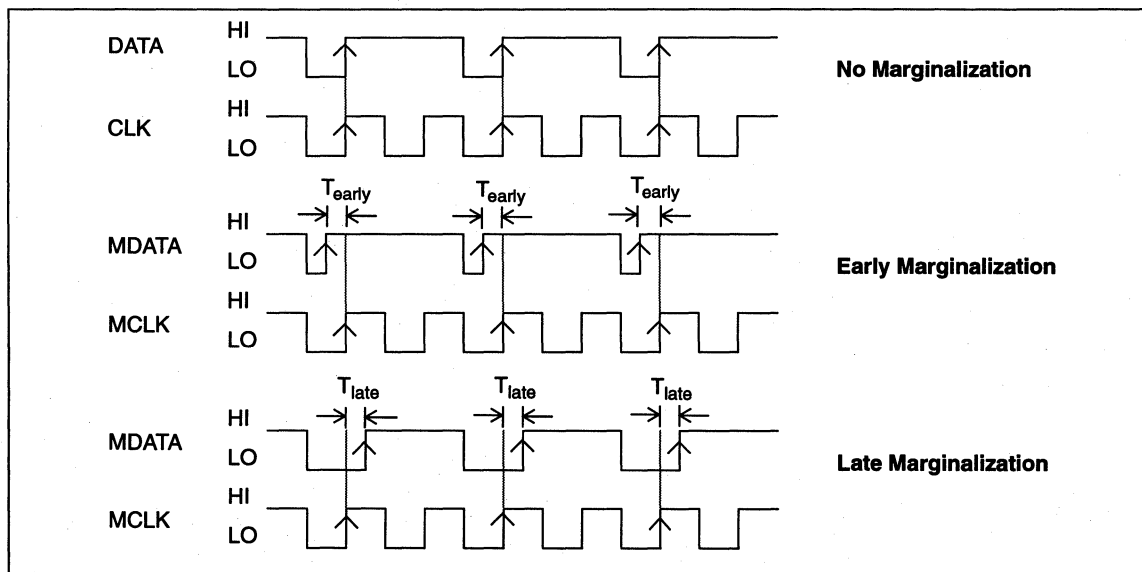 DATA HI
LO
No Marginalization
CLK HI
LO
T_early T_early T_early
MDATA HI
LO
Early Marginalization
MCLK HI
LO
T_late T_late T_late
MDATA HI
LO
Late Marginalization
MCLK HI
LO